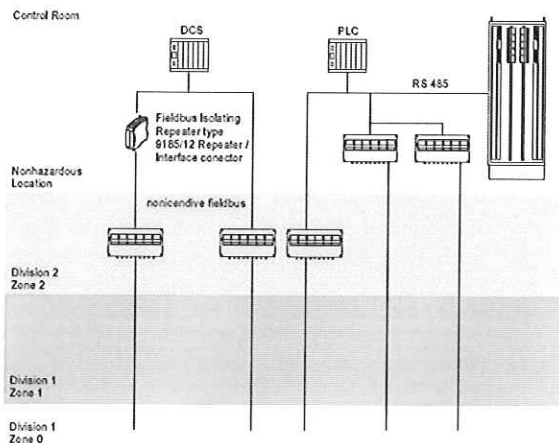 Control Room
DCS
PLC
RS 485
Fieldbus Isolating
Repeater type
9185/12 Repeater /
Interface conector
Nonhazardous
Location
nonicendive fieldbus
Division 2
Zone 2
Division 1
Zone 1
Division 1
Zone 0